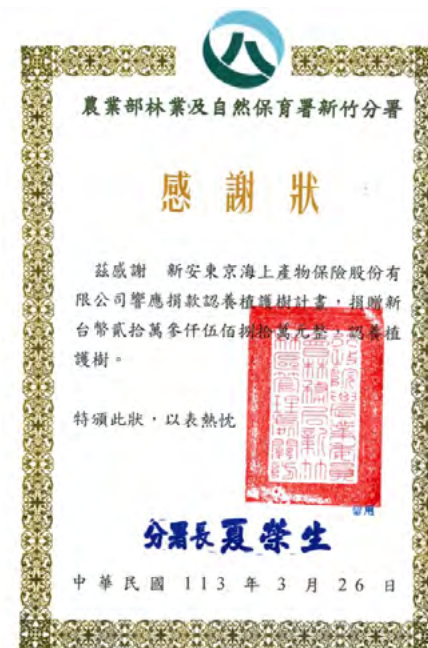 農業部林業及自然保育署新竹分署
感謝狀
茲感謝　新安東京海上產物保險股份有
限公司響應捐款認養植護樹計畫，捐贈新
台幣貳拾萬參仟伍佰捌拾萬元整，認養植
護樹。
特頒此狀，以表熱忱
分署長夏榮生
中華民國 113 年 3 月 26 日